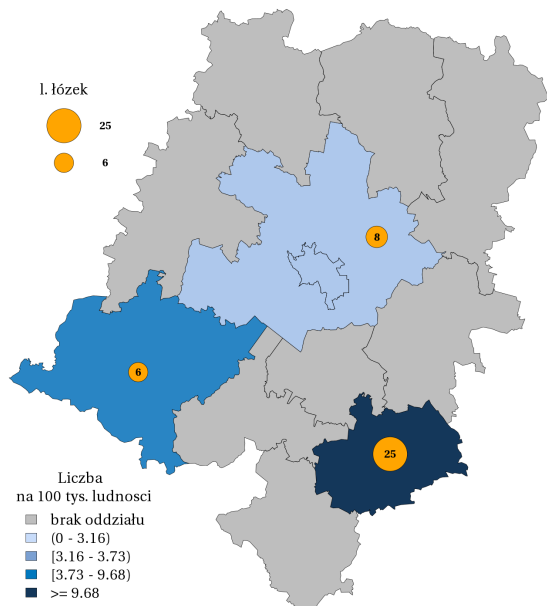 l. łózek
25
6
8
6
25
Liczba
na 100 tys. ludnosci
brak oddziału
(0 - 3.16)
[3.16 - 3.73)
[3.73 - 9.68)
>= 9.68